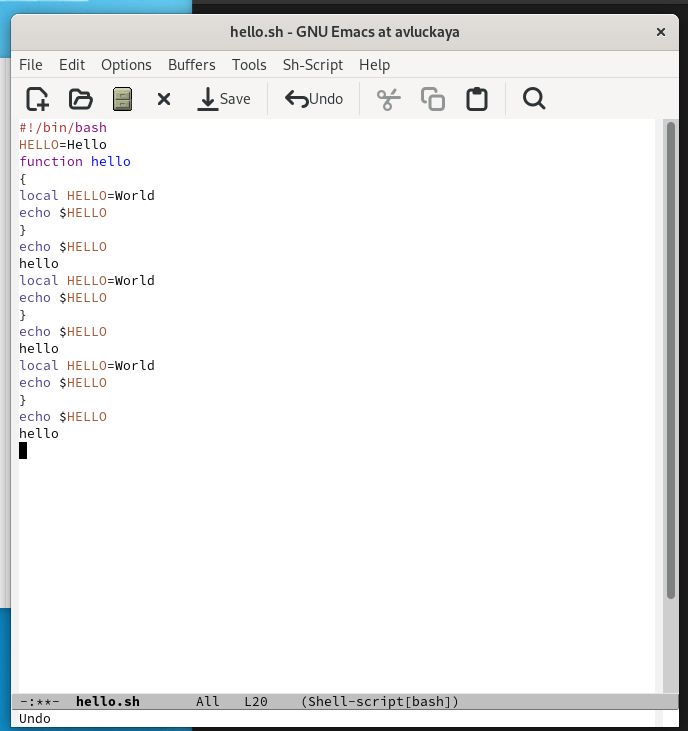 hello.sh - GNU Emacs at avluckaya ×
File Edit Options Buffers Tools Sh-Script Help
Save Undo
#!/bin/bash
HELLO=Hello
function hello
{
local HELLO=World
echo $HELLO
}
echo $HELLO
hello
local HELLO=World
echo $HELLO
}
echo $HELLO
hello
local HELLO=World
echo $HELLO
}
echo $HELLO
hello
-:**- hello.sh All L20 (Shell-script[bash])
Undo